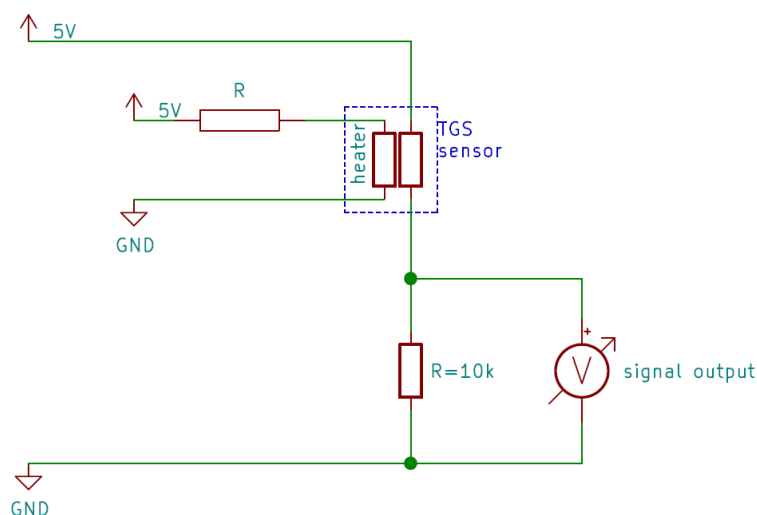 5V
R
5V
heater
TGS
sensor
GND
+
R=10k
V
signal output
GND